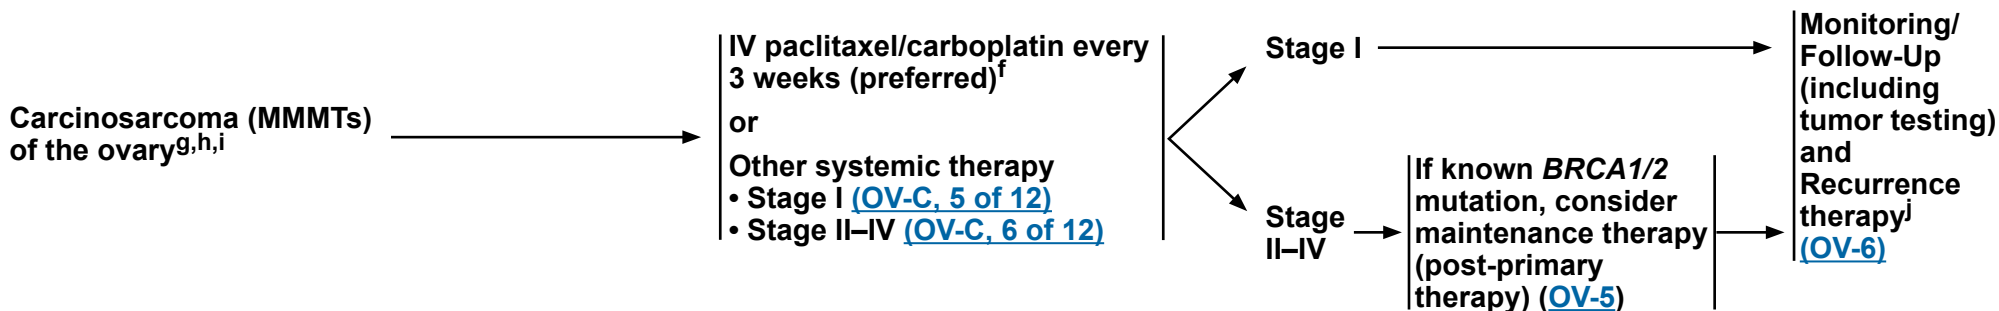 Carcinosarcoma (MMMTs)
of the ovaryg,h,i
IV paclitaxel/carboplatin every
3 weeks (preferred)f
or
Other systemic therapy
• Stage I (OV-C, 5 of 12)
• Stage II–IV (OV-C, 6 of 12)
Stage I
Stage
II–IV
If known BRCA1/2
mutation, consider
maintenance therapy
(post-primary
therapy) (OV-5)
Monitoring/
Follow-Up
(including
tumor testing)
and
Recurrence
therapyj
(OV-6)